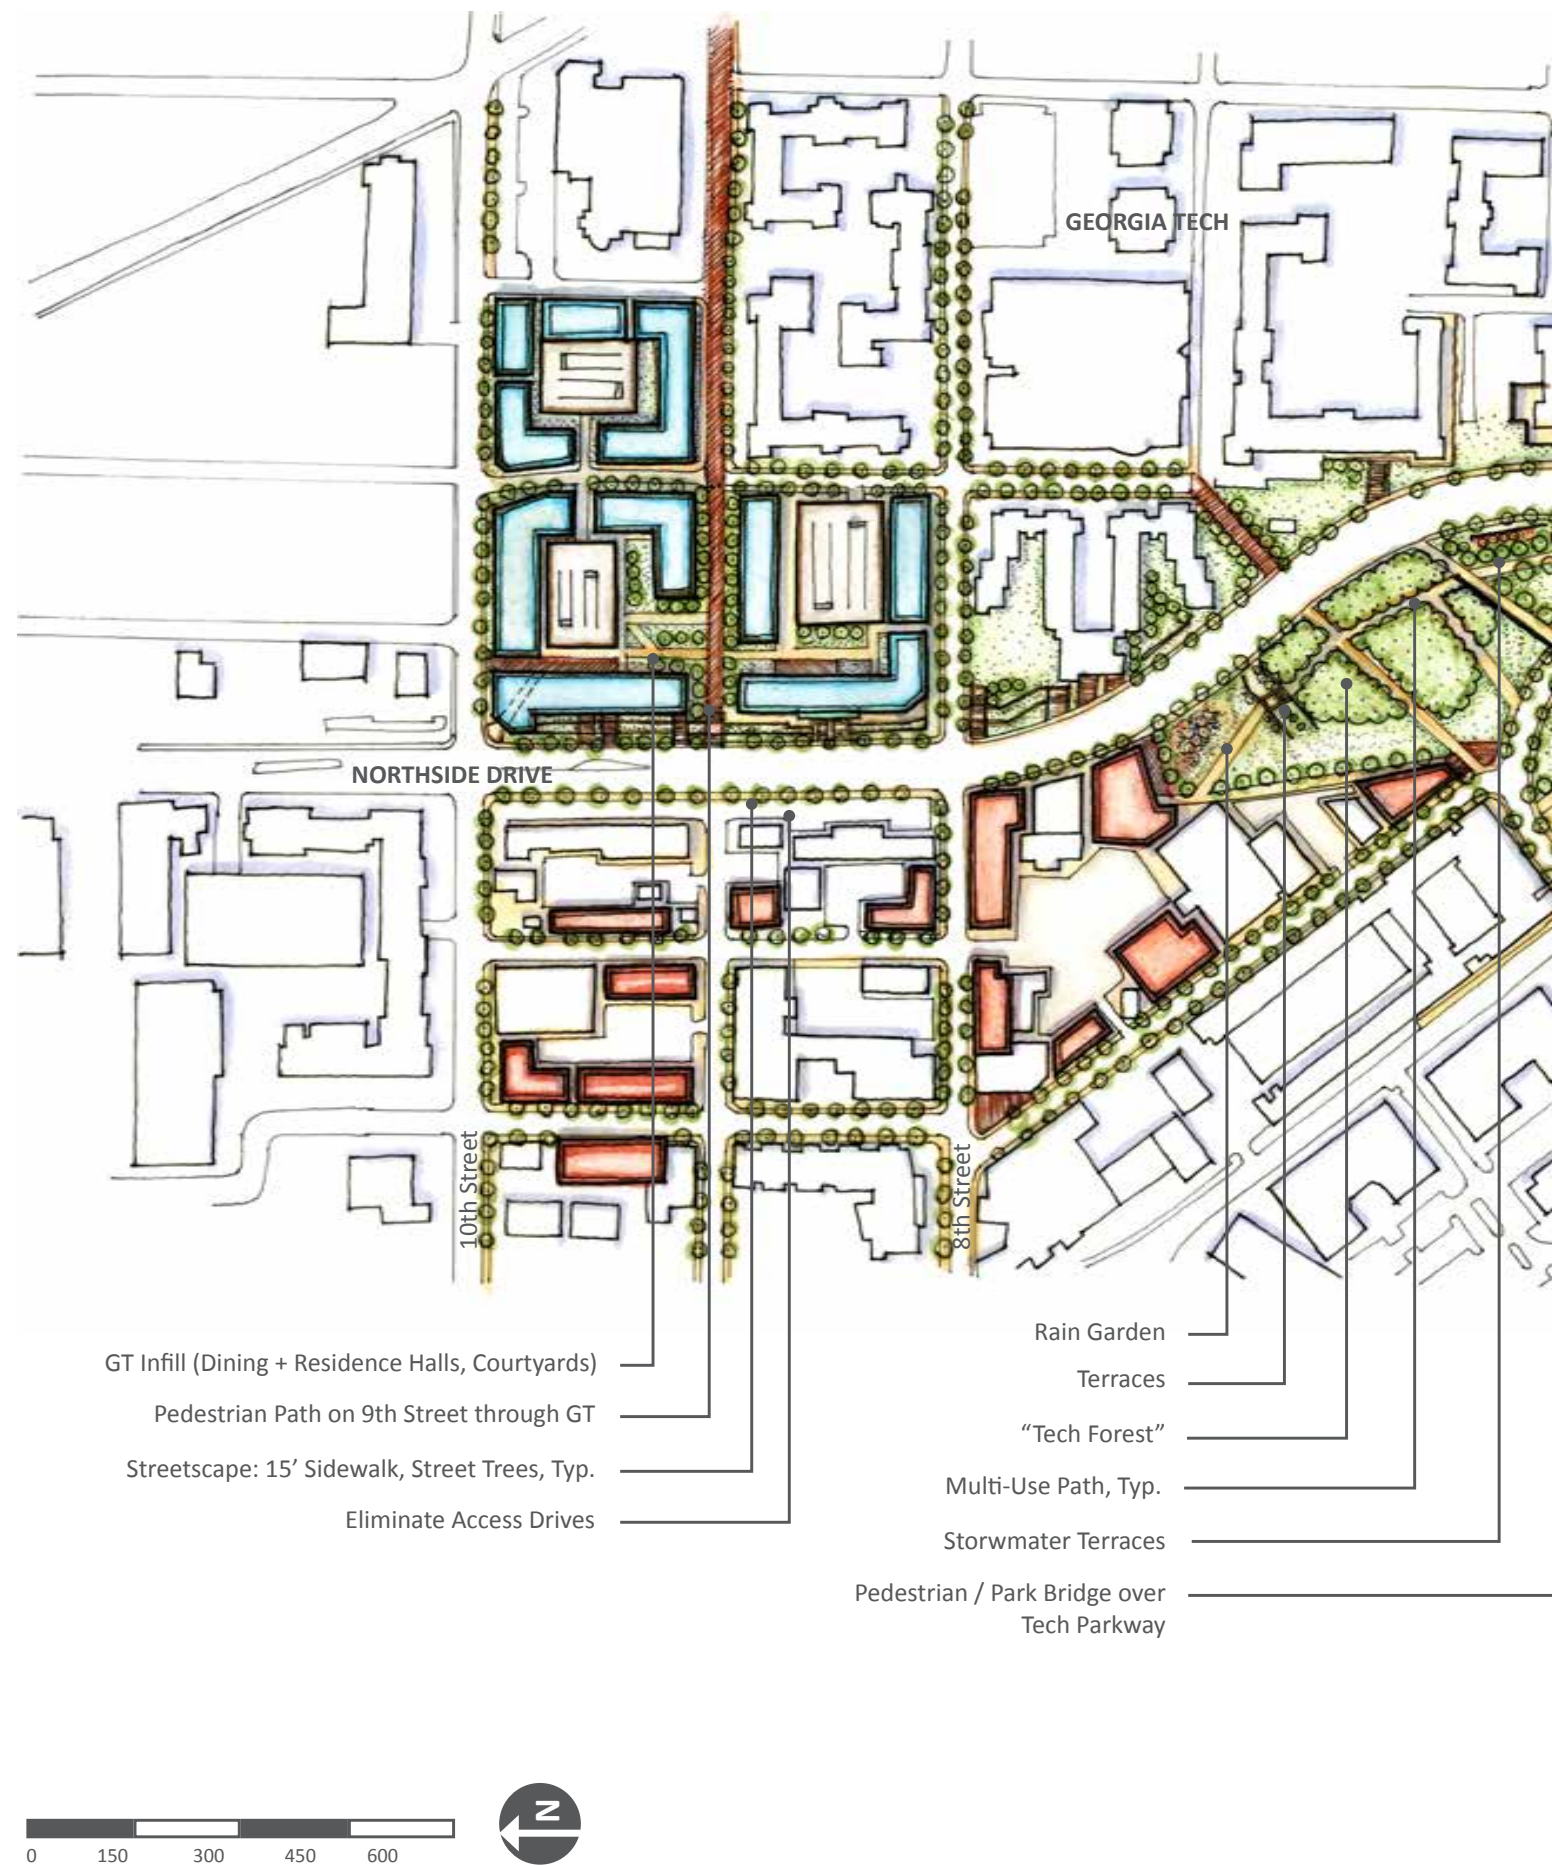 GEORGIA TECH
NORTHSIDE DRIVE
10th Street
8th Street
GT Infill (Dining + Residence Halls, Courtyards)
Pedestrian Path on 9th Street through GT
Streetscape: 15’ Sidewalk, Street Trees, Typ.
Eliminate Access Drives
Rain Garden
Terraces
“Tech Forest”
Multi-Use Path, Typ.
Storwmater Terraces
Pedestrian / Park Bridge over
Tech Parkway
0 150 300 450 600
N